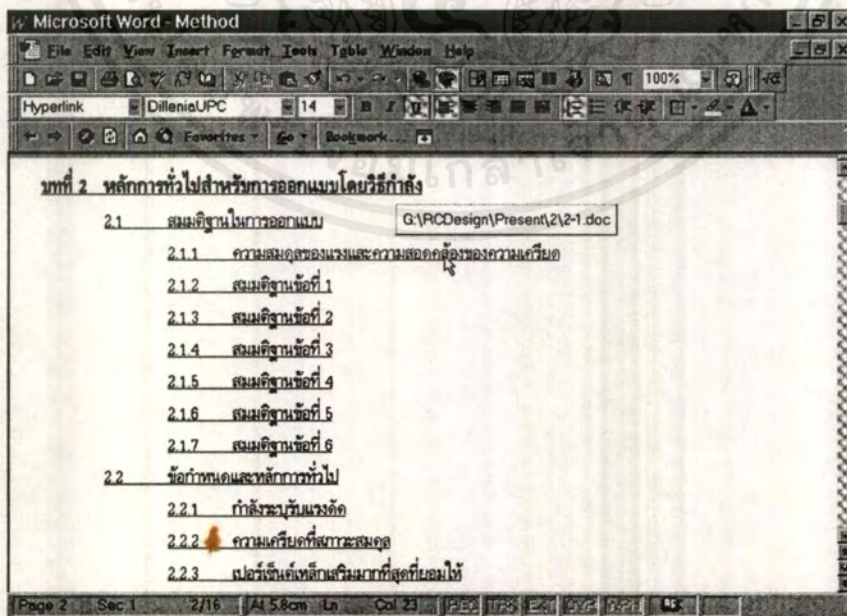 Microsoft Word - Method
File Edit View Insert Format Tools Table Window Help
100%
Hyperlink DilleniaUPC 14 B I U
Favorites Go Bookmark...
บทที่ 2 หลักการทั่วไปสำหรับการออกแบบโดยวิธีกำลัง
2.1 สมมติฐานในการออกแบบ
G:\RCDesign\Present\2\2-1.doc
2.1.1 ความสมดุลของแรงและความสอดคล้องของความเครียด
2.1.2 สมมติฐานข้อที่ 1
2.1.3 สมมติฐานข้อที่ 2
2.1.4 สมมติฐานข้อที่ 3
2.1.5 สมมติฐานข้อที่ 4
2.1.6 สมมติฐานข้อที่ 5
2.1.7 สมมติฐานข้อที่ 6
2.2 ข้อกำหนดและหลักการทั่วไป
2.2.1 กำลังระบุรับแรงดัด
2.2.2 ความเครียดที่สภาวะสมดุล
2.2.3 เปอร์เซ็นต์เหล็กเสริมมากที่สุดที่ยอมให้
Page 2 Sec 1 2/16 At 5.8cm Ln Col 23 REC TRK EXT OVR WPH